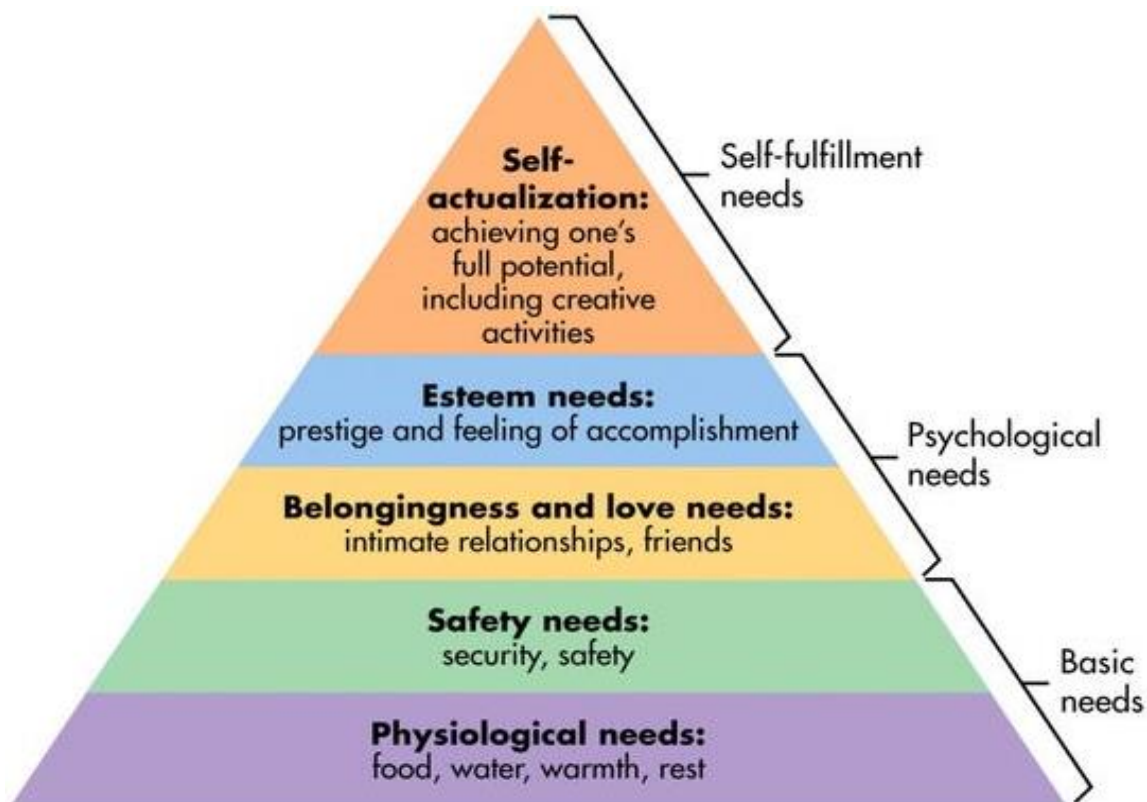 Self-
actualization:
achieving one's
full potential,
including creative
activities
Self-fulfillment
needs
Esteem needs:
prestige and feeling of accomplishment
Psychological
needs
Belongingness and love needs:
intimate relationships, friends
Safety needs:
security, safety
Basic
needs
Physiological needs:
food, water, warmth, rest